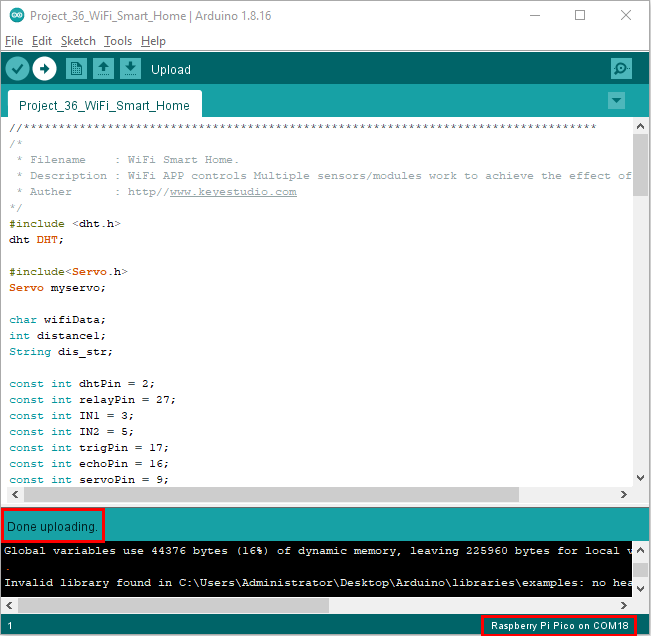 Project_36_WiFi_Smart_Home | Arduino 1.8.16
File Edit Sketch Tools Help
Upload
Project_36_WiFi_Smart_Home
//**********************************************************************************
/*
* Filename : WiFi Smart Home.
* Description : WiFi APP controls Multiple sensors/modules work to achieve the effect of
* Auther : http//www.keyestudio.com
*/
#include <dht.h>
dht DHT;
#include<Servo.h>
Servo myservo;
char wifiData;
int distance1;
String dis_str;
const int dhtPin = 2;
const int relayPin = 27;
const int IN1 = 3;
const int IN2 = 5;
const int trigPin = 17;
const int echoPin = 16;
const int servoPin = 9;
Done uploading.
Global variables use 44376 bytes (16%) of dynamic memory, leaving 225960 bytes for local v
.
Invalid library found in C:\Users\Administrator\Desktop\Arduino\libraries\examples: no hea
1
Raspberry Pi Pico on COM18